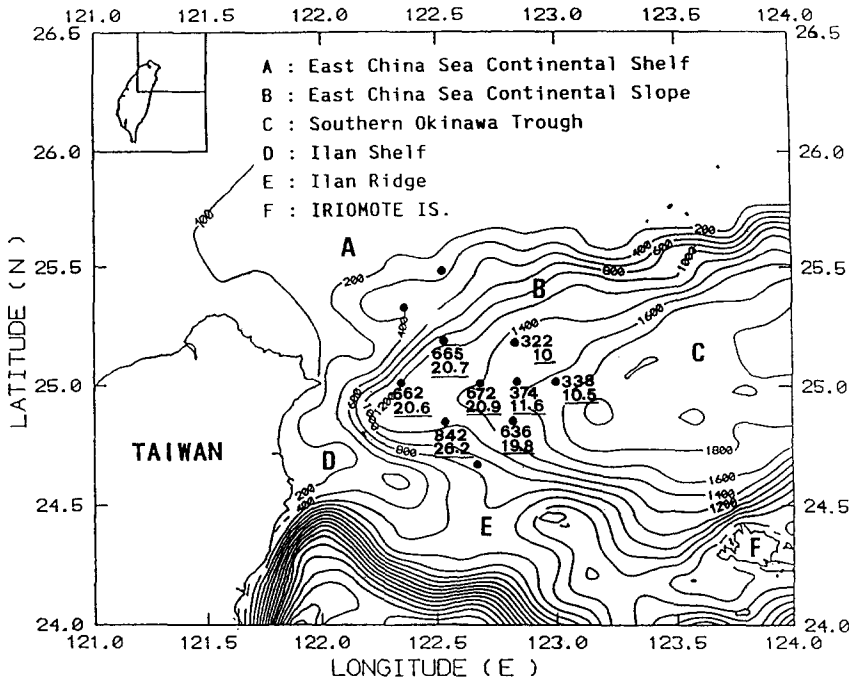 121.0 121.5 122.0 122.5 123.0 123.5 124.0
26.5 26.5
A : East China Sea Continental Shelf
B : East China Sea Continental Slope
C : Southern Okinawa Trough
26.0 26.0
D : Ilan Shelf
E : Ilan Ridge
F : IRIOMOTE IS.
100
200
A
400
600
1000
25.5 25.5
200
800
B
1600
400
1400
C
322
10
665
20.7
25.0 25.0
662
20.6
672
20.9
374
11.6
338
10.5
600
1200
636
19.8
842
26.2
TAIWAN
800
1800
D
1600
1400
1200
200
400
24.5 24.5
E
F
24.0 24.0
121.0 121.5 122.0 122.5 123.0 123.5 124.0
LATITUDE (N)
LONGITUDE (E)